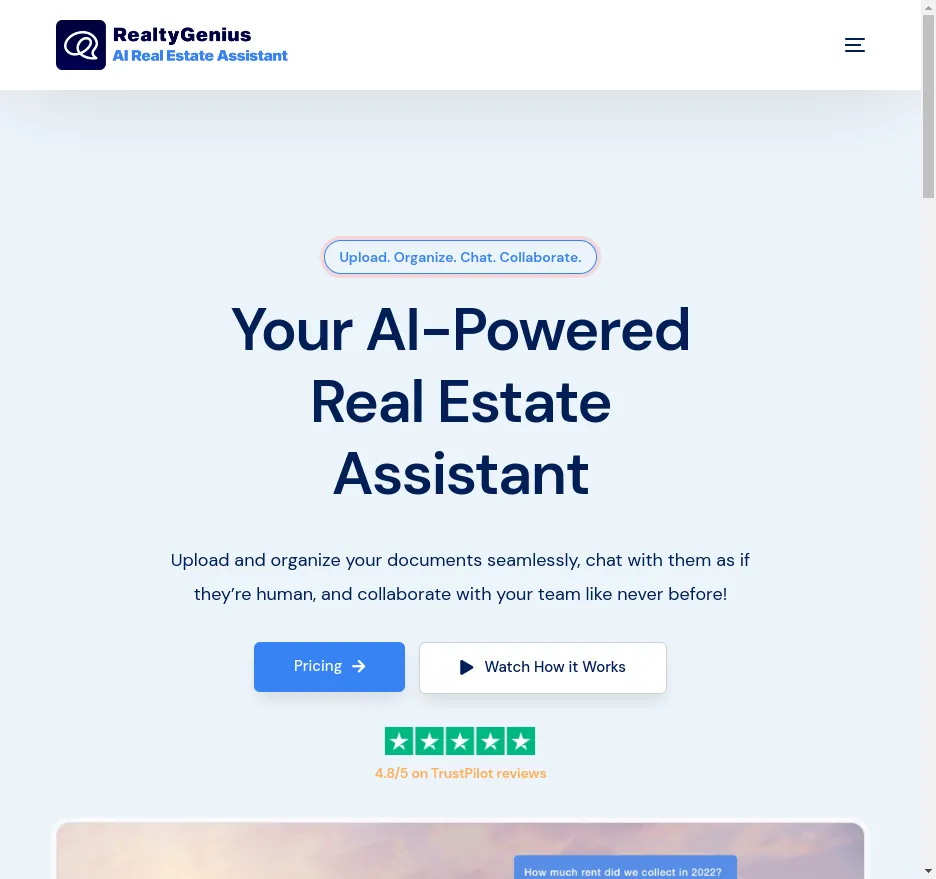 RealtyGenius
AI Real Estate Assistant
Upload. Organize. Chat. Collaborate.
Your AI-Powered
Real Estate
Assistant
Upload and organize your documents seamlessly, chat with them as if
they’re human, and collaborate with your team like never before!
Pricing
Watch How it Works
4.8/5 on TrustPilot reviews
How much rent did we collect in 2022?